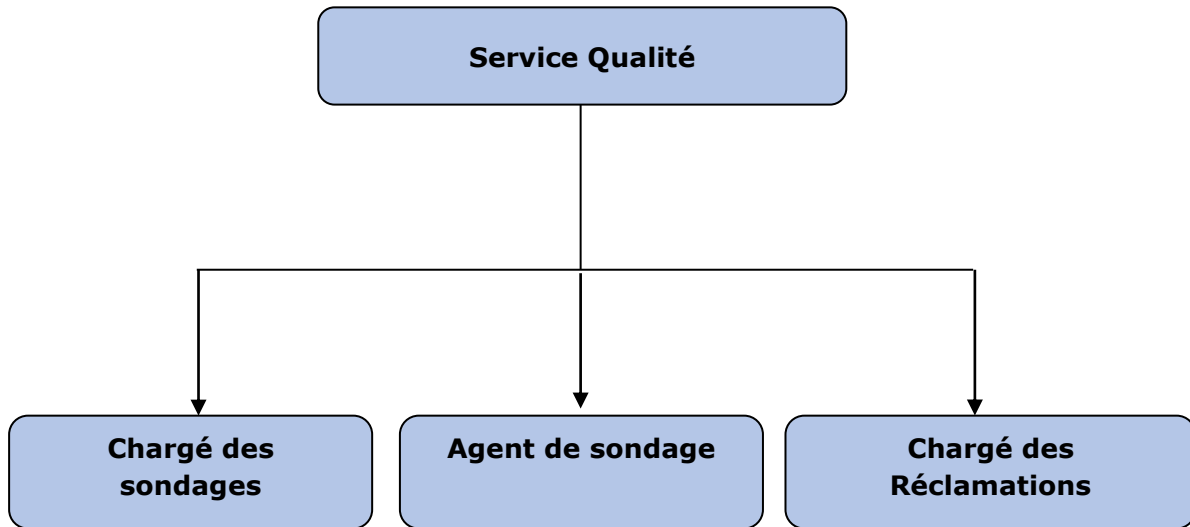 Service Qualité
Chargé des
sondages
Agent de sondage
Chargé des
Réclamations